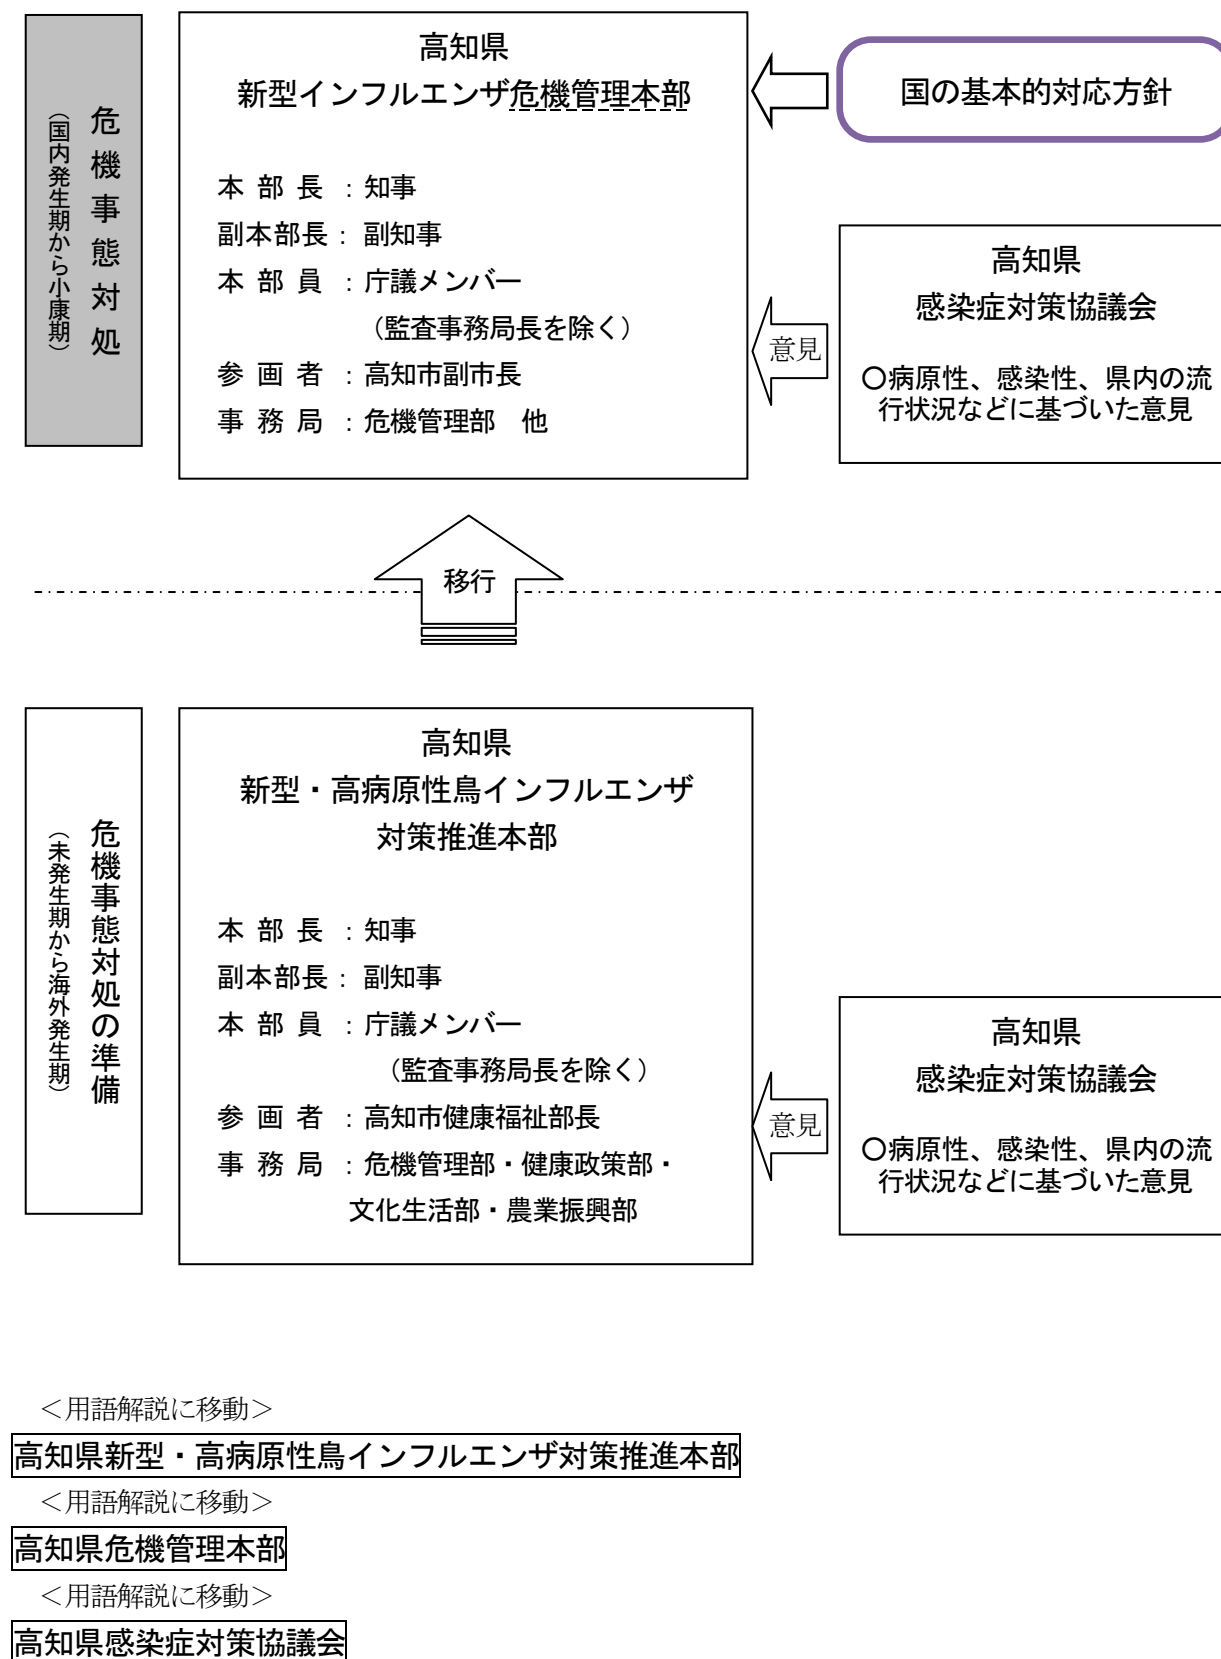 危機事態対処
（国内発生期から小康期）
高知県
新型インフルエンザ危機管理本部
本 部 長 ：知事
副本部長： 副知事
本 部 員 ：庁議メンバー
（監査事務局長を除く）
参 画 者 ：高知市副市長
事 務 局 ：危機管理部　他
国の基本的対応方針
意見
高知県
感染症対策協議会
○病原性、感染性、県内の流
行状況などに基づいた意見
移行
危機事態対処の準備
（未発生期から海外発生期）
高知県
新型・高病原性鳥インフルエンザ
対策推進本部
本 部 長 ：知事
副本部長： 副知事
本 部 員 ：庁議メンバー
（監査事務局長を除く）
参 画 者 ：高知市健康福祉部長
事 務 局 ：危機管理部・健康政策部・
文化生活部・農業振興部
意見
高知県
感染症対策協議会
○病原性、感染性、県内の流
行状況などに基づいた意見
＜用語解説に移動＞
高知県新型・高病原性鳥インフルエンザ対策推進本部
＜用語解説に移動＞
高知県危機管理本部
＜用語解説に移動＞
高知県感染症対策協議会